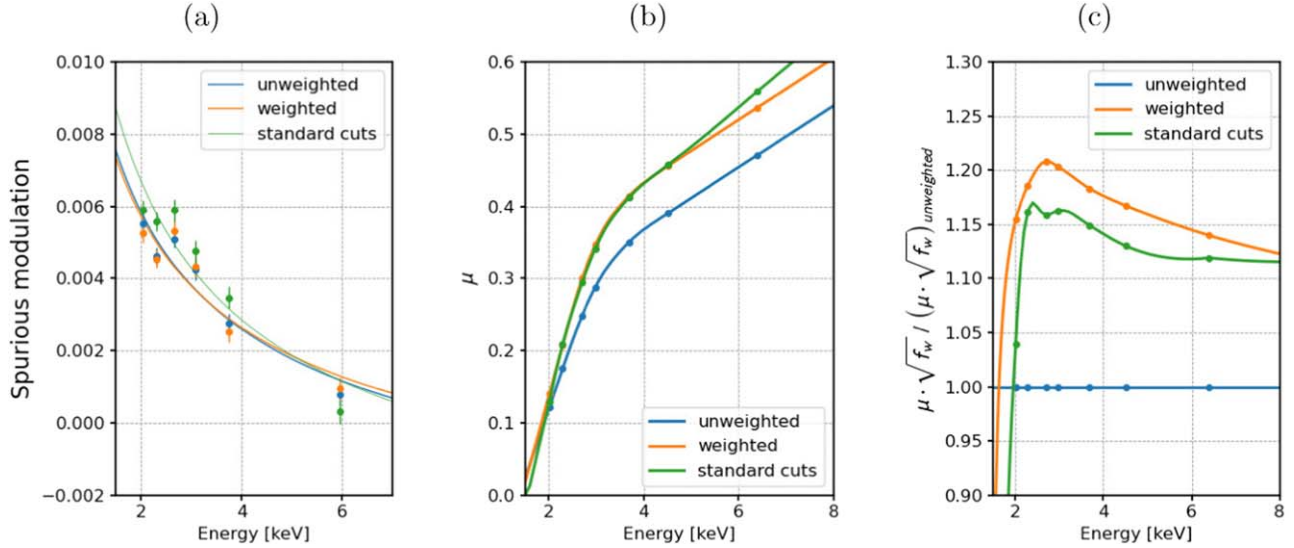 (a)
(b)
(c)
0.010
0.008
0.006
0.004
0.002
0.000
−0.002
Spurious modulation
unweighted
weighted
standard cuts
2 4 6
Energy [keV]
0.6
0.5
0.4
0.3
0.2
0.1
0.0
μ
unweighted
weighted
standard cuts
2 4 6 8
Energy [keV]
1.30
1.25
1.20
1.15
1.10
1.05
1.00
0.95
0.90
μ · √f_w / (μ · √f_w)_unweighted
unweighted
weighted
standard cuts
2 4 6 8
Energy [keV]